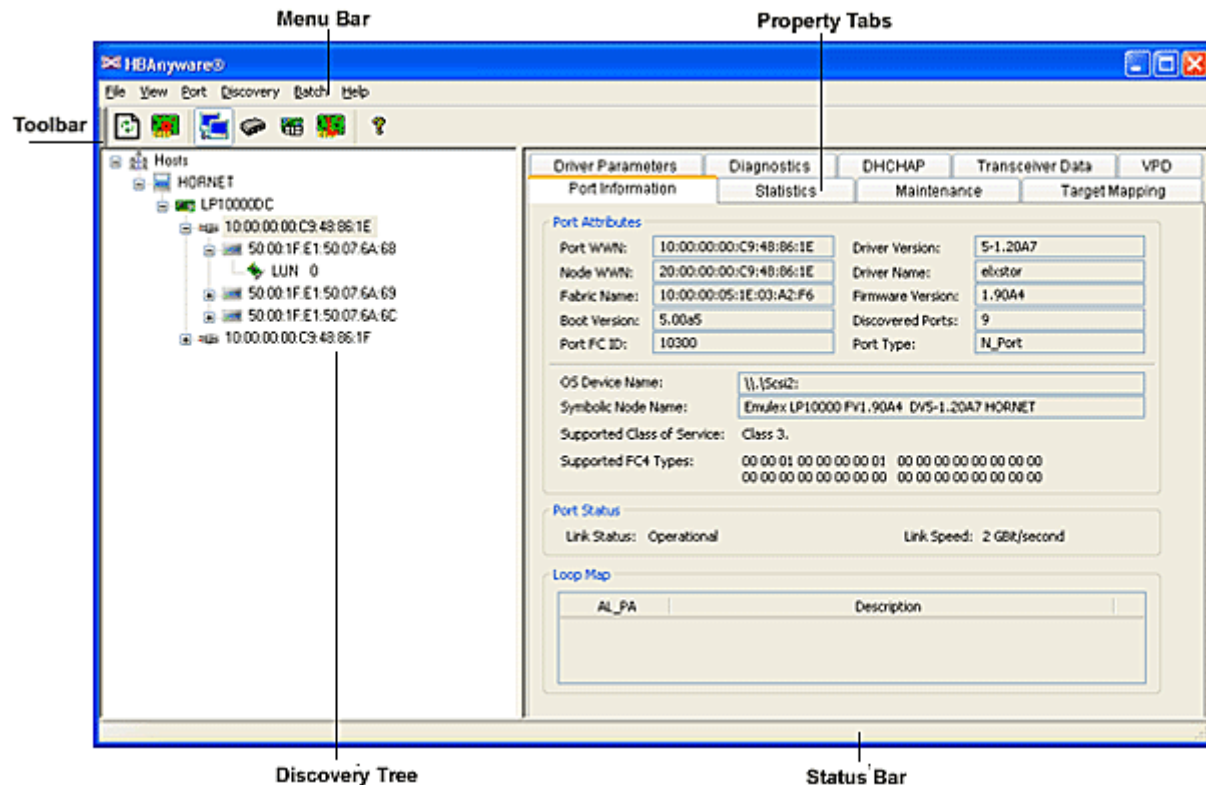 Menu Bar
Property Tabs
HBAnyware®
File View Port Discovery Batch Help
Toolbar
Hosts
HORNET
LP10000DC
10:00:00:00:C9:48:86:1E
50:00:1F:E1:50:07:6A:68
LUN 0
50:00:1F:E1:50:07:6A:69
50:00:1F:E1:50:07:6A:6C
10:00:00:00:C9:48:86:1F
Driver Parameters Diagnostics DHCHAP Transceiver Data VPD
Port Information Statistics Maintenance Target Mapping
Port Attributes
Port WWN: 10:00:00:00:C9:48:86:1E Driver Version: 5-1.20A7
Node WWN: 20:00:00:00:C9:48:86:1E Driver Name: elxstor
Fabric Name: 10:00:00:05:1E:03:A2:F6 Firmware Version: 1.90A4
Boot Version: 5.00a5 Discovered Ports: 9
Port FC ID: 10300 Port Type: N_Port
OS Device Name: \\.\Scsi2:
Symbolic Node Name: Emulex LP10000 FV1.90A4 DV5-1.20A7 HORNET
Supported Class of Service: Class 3.
Supported FC4 Types: 00 00 01 00 00 00 00 01 00 00 00 00 00 00 00 00
00 00 00 00 00 00 00 00 00 00 00 00 00 00 00 00
Port Status
Link Status: Operational Link Speed: 2 GBit/second
Loop Map
AL_PA Description
Discovery Tree
Status Bar